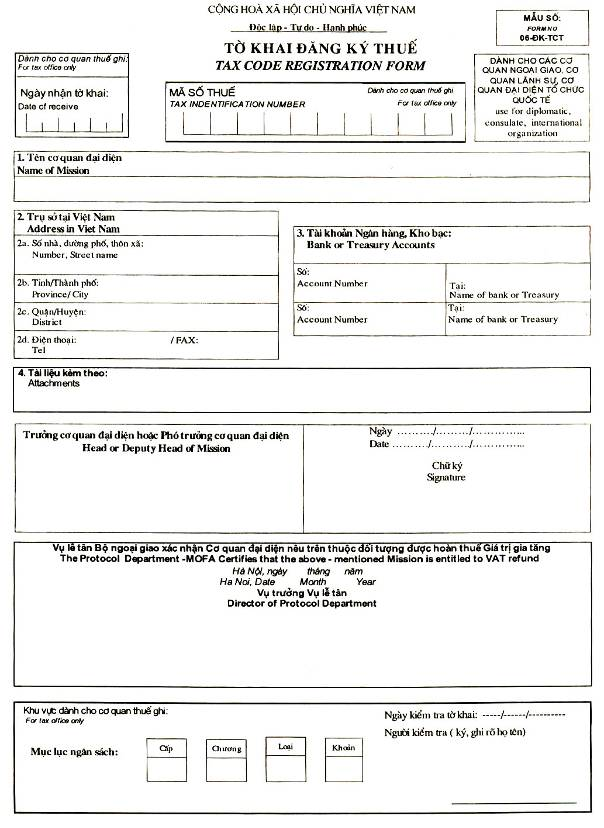 CỘNG HOÀ XÃ HỘI CHỦ NGHĨA VIỆT NAM
Độc lập - Tự do - Hạnh phúc
TỜ KHAI ĐĂNG KÝ THUẾ
TAX CODE REGISTRATION FORM
MẪU SỐ:
FORM NO
06-ĐK-TCT
Dành cho cơ quan thuế ghi:
For tax office only
Ngày nhận tờ khai:
Date of receive
MÃ SỐ THUẾ
Dành cho cơ quan thuế ghi
TAX INDENTIFICATION NUMBER
For tax office only
DÀNH CHO CÁC CƠ
QUAN NGOẠI GIAO, CƠ
QUAN LÃNH SỰ, CƠ
QUAN ĐẠI DIỆN TỔ CHỨC
QUỐC TẾ
use for diplomatic,
consulate, international
organization
1. Tên cơ quan đại diện
Name of Mission
2. Trụ sở tại Việt Nam
Address in Viet Nam
2a. Số nhà, đường phố, thôn xã:
Number, Street name
2b. Tỉnh/Thành phố:
Province/ City
2c. Quận/Huyện:
District
2d. Điện thoại: / FAX:
Tel
3. Tài khoản Ngân hàng, Kho bạc:
Bank or Treasury Accounts
Số:
Account Number
Tại:
Name of bank or Treasury
Số:
Account Number
Tại:
Name of bank or Treasury
4. Tài liệu kèm theo:
Attachments
Trưởng cơ quan đại diện hoặc Phó trưởng cơ quan đại diện
Head or Deputy Head of Mission
Ngày ………./………/…………...
Date ………./………/…………...
Chữ ký
Signature
Vụ lễ tân Bộ ngoại giao xác nhận Cơ quan đại diện nêu trên thuộc đối tượng được hoàn thuế Giá trị gia tăng
The Protocol Department -MOFA Certifies that the above - mentioned Mission is entitled to VAT refund
Hà Nội, ngày tháng năm
Ha Noi, Date Month Year
Vụ trưởng Vụ lễ tân
Director of Protocol Department
Khu vực dành cho cơ quan thuế ghi:
For tax office only
Mục lục ngân sách:
Cấp
Chương
Loại
Khoản
Ngày kiểm tra tờ khai: -----/------/----------
Người kiểm tra ( ký, ghi rõ họ tên)